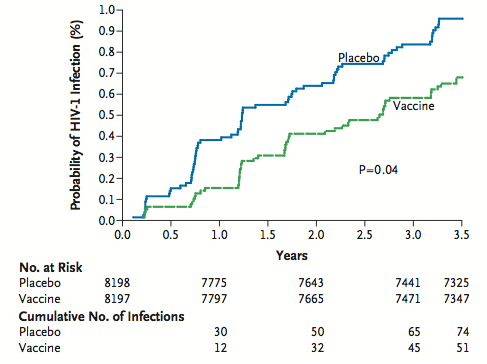 Probability of HIV-1 Infection (%)
1.0
0.9
0.8
0.7
0.6
0.5
0.4
0.3
0.2
0.1
0.0
Placebo
Vaccine
P=0.04
0.0 0.5 1.0 1.5 2.0 2.5 3.0 3.5
Years
No. at Risk
Placebo 8198 7775 7643 7441 7325
Vaccine 8197 7797 7665 7471 7347
Cumulative No. of Infections
Placebo 30 50 65 74
Vaccine 12 32 45 51